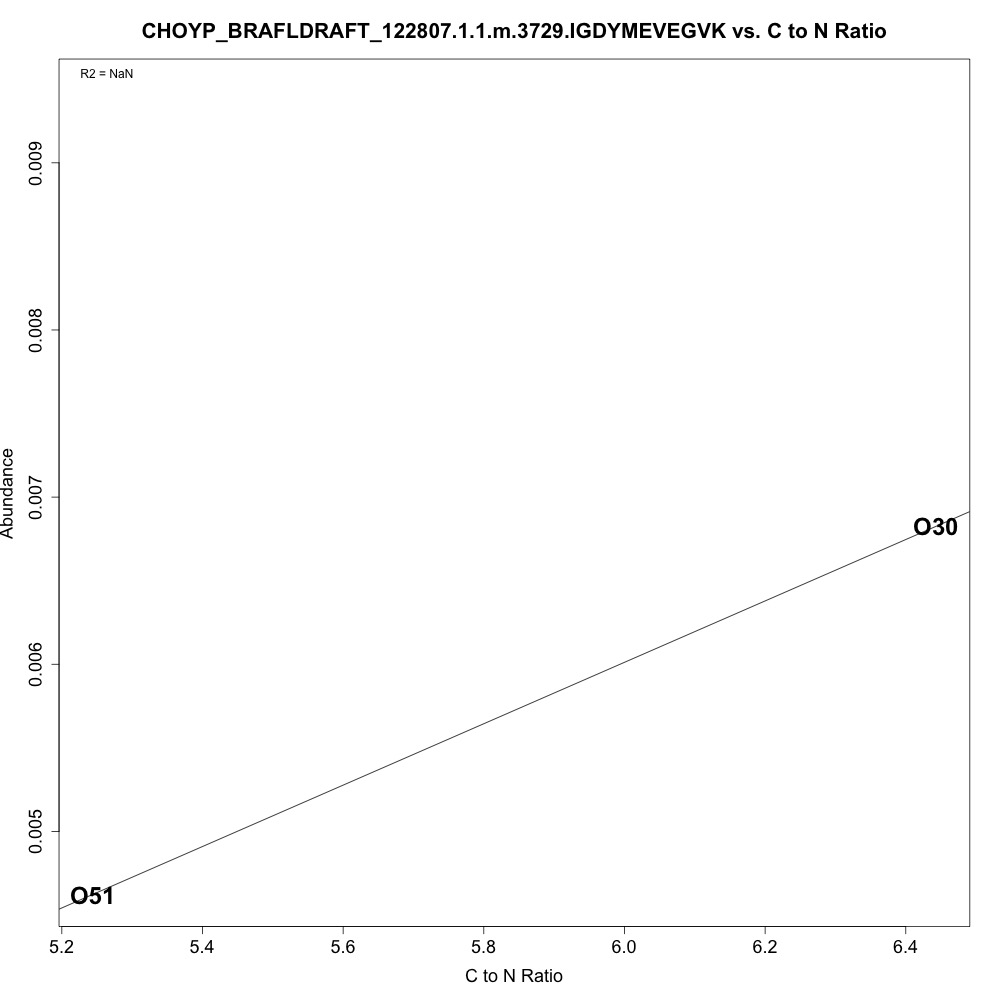 CHOYP_BRAFLDRAFT_122807.1.1.m.3729.IGDYMEVEGVK vs. C to N Ratio
R2 = NaN
0.009
0.008
0.007
0.006
0.005
Abundance
O30
O51
5.2 5.4 5.6 5.8 6.0 6.2 6.4
C to N Ratio